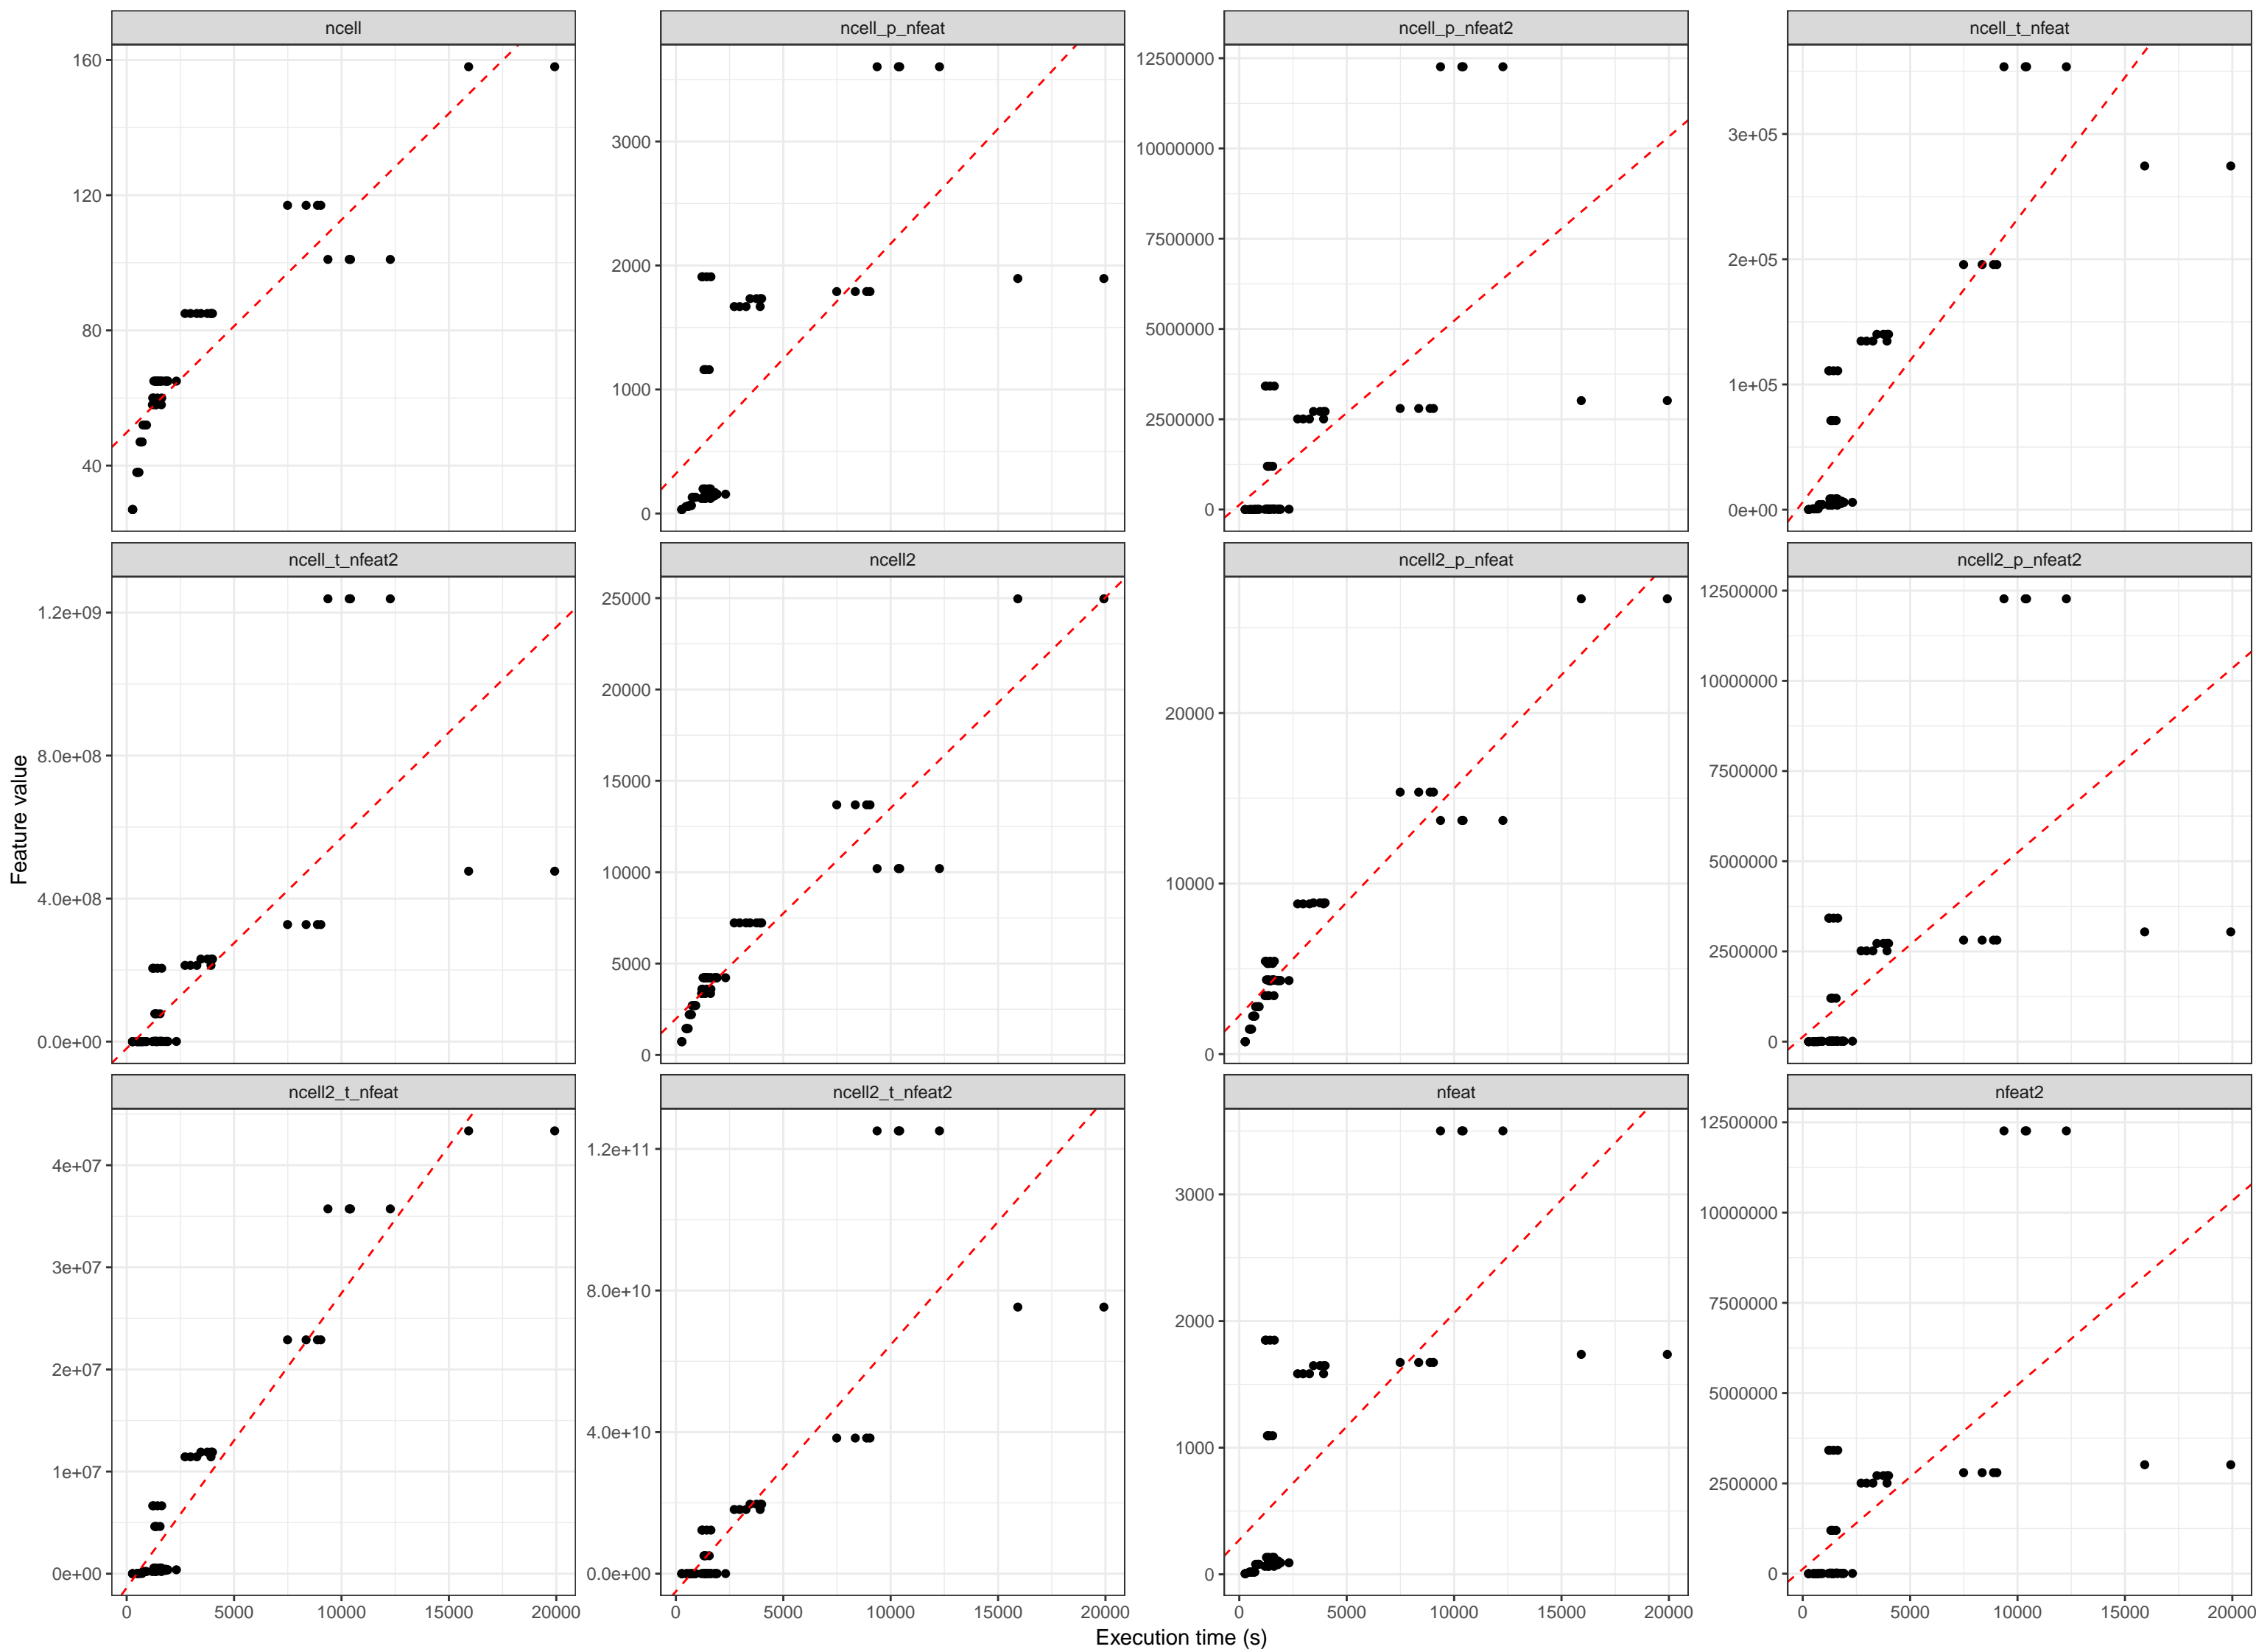 ncell
ncell_p_nfeat
ncell_p_nfeat2
ncell_t_nfeat
160
120
80
40
3000
2000
1000
0
12500000
10000000
7500000
5000000
2500000
0
3e+05
2e+05
1e+05
0e+00
ncell_t_nfeat2
ncell2
ncell2_p_nfeat
ncell2_p_nfeat2
1.2e+09
8.0e+08
4.0e+08
0.0e+00
25000
20000
15000
10000
5000
0
20000
10000
0
12500000
10000000
7500000
5000000
2500000
0
Feature value
ncell2_t_nfeat
ncell2_t_nfeat2
nfeat
nfeat2
4e+07
3e+07
2e+07
1e+07
0e+00
1.2e+11
8.0e+10
4.0e+10
0.0e+00
3000
2000
1000
0
12500000
10000000
7500000
5000000
2500000
0
0 5000 10000 15000 20000
0 5000 10000 15000 20000
0 5000 10000 15000 20000
0 5000 10000 15000 20000
Execution time (s)